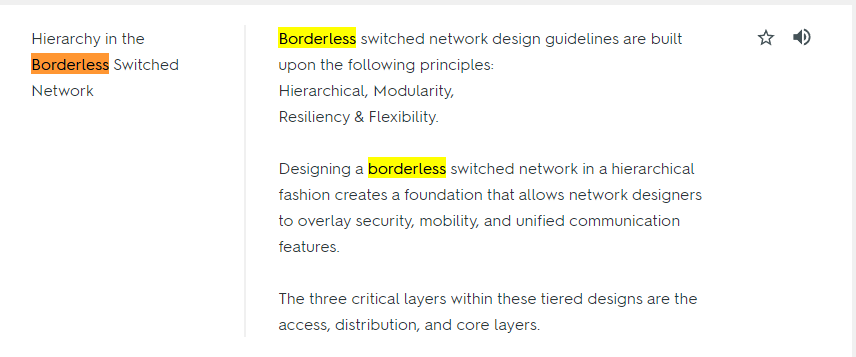 Hierarchy in the
Borderless Switched
Network
Borderless switched network design guidelines are built
upon the following principles:
Hierarchical, Modularity,
Resiliency & Flexibility.
Designing a borderless switched network in a hierarchical
fashion creates a foundation that allows network designers
to overlay security, mobility, and unified communication
features.
The three critical layers within these tiered designs are the
access, distribution, and core layers.